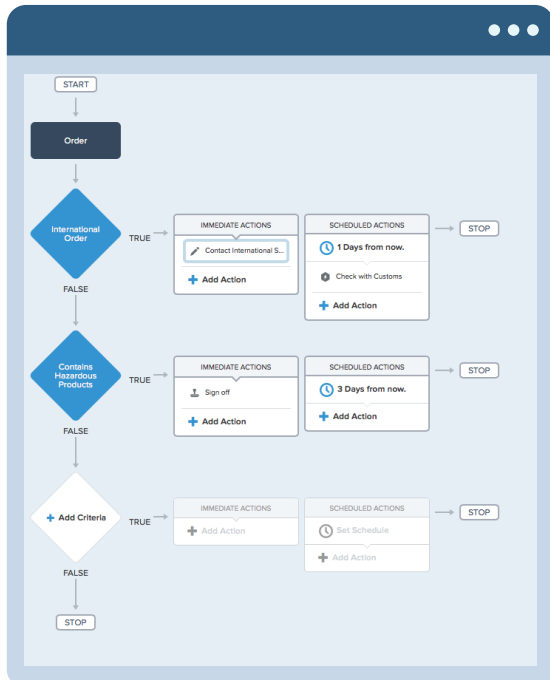 START
Order
International
Order
TRUE
IMMEDIATE ACTIONS
Contact International S...
Add Action
SCHEDULED ACTIONS
1 Days from now.
Check with Customs
Add Action
STOP
FALSE
Contains
Hazardous
Products
TRUE
IMMEDIATE ACTIONS
Sign off
Add Action
SCHEDULED ACTIONS
3 Days from now.
Add Action
STOP
FALSE
Add Criteria
TRUE
IMMEDIATE ACTIONS
Add Action
SCHEDULED ACTIONS
Set Schedule
Add Action
STOP
FALSE
STOP